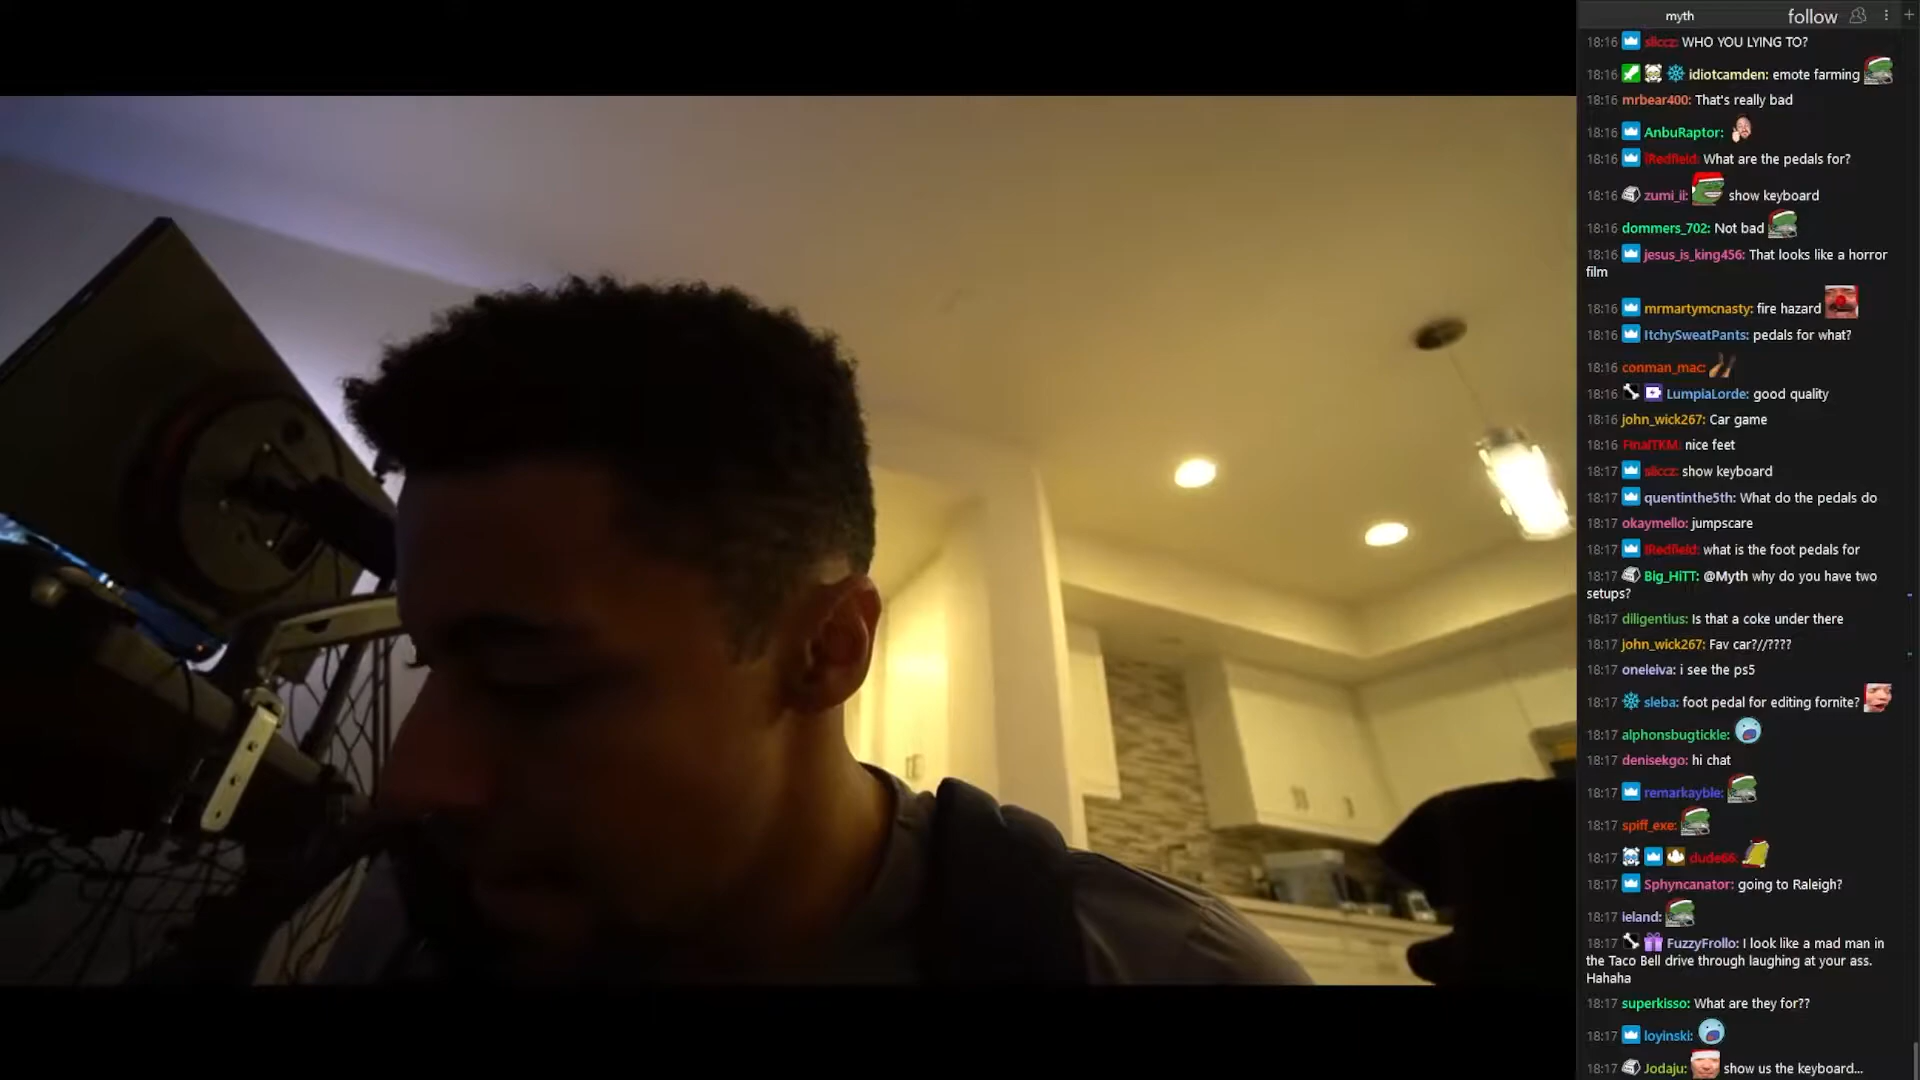 myth
follow
18:16 sliccz: WHO YOU LYING TO?
18:16 idiotcamden: emote farming
18:16 mrbear400: That's really bad
18:16 AnbuRaptor:
18:16 lRedfield: What are the pedals for?
18:16 zumi_ii: show keyboard
18:16 dommers_702: Not bad
18:16 jesus_is_king456: That looks like a horror
film
18:16 mrmartymcnasty: fire hazard
18:16 ItchySweatPants: pedals for what?
18:16 conman_mac:
18:16 LumpiaLorde: good quality
18:16 john_wick267: Car game
18:16 FinalTKM: nice feet
18:17 sliccz: show keyboard
18:17 quentinthe5th: What do the pedals do
18:17 okaymello: jumpscare
18:17 lRedfield: what is the foot pedals for
18:17 Big_HiTT: @Myth why do you have two
setups?
18:17 diligentius: Is that a coke under there
18:17 john_wick267: Fav car?//????
18:17 oneleiva: i see the ps5
18:17 sleba: foot pedal for editing fornite?
18:17 alphonsbugtickle:
18:17 denisekgo: hi chat
18:17 remarkayble:
18:17 spiff_exe:
18:17 dude66:
18:17 Sphyncanator: going to Raleigh?
18:17 ieland:
18:17 FuzzyFrollo: I look like a mad man in
the Taco Bell drive through laughing at your ass.
Hahaha
18:17 superkisso: What are they for??
18:17 loyinski:
18:17 Jodaju: show us the keyboard...